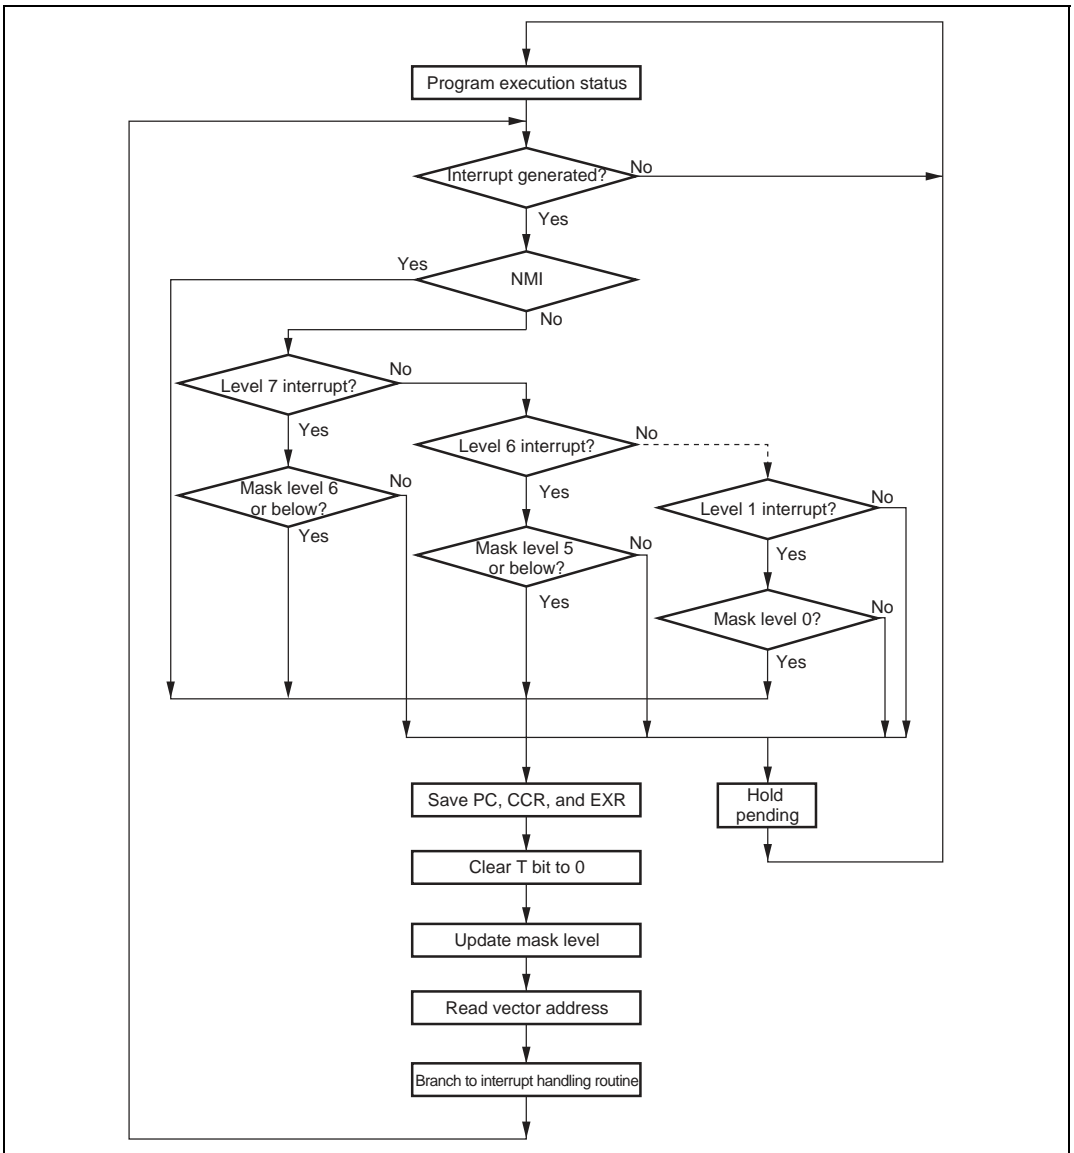 Program execution status
Interrupt generated?
No
Yes
Yes
NMI
No
Level 7 interrupt?
No
Yes
Level 6 interrupt?
No
Yes
Mask level 6
or below?
No
Yes
Level 1 interrupt?
No
Yes
Mask level 5
or below?
No
Yes
Mask level 0?
No
Yes
Save PC, CCR, and EXR
Hold
pending
Clear T bit to 0
Update mask level
Read vector address
Branch to interrupt handling routine